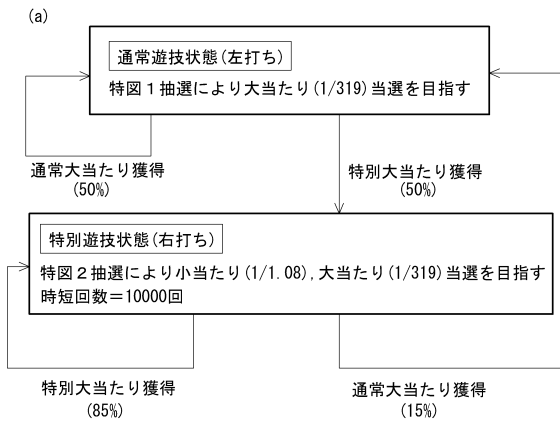 (a)
通常遊技状態(左打ち)
特図1抽選により大当たり(1/319)当選を目指す
通常大当たり獲得
(50%)
特別大当たり獲得
(50%)
特別遊技状態(右打ち)
特図2抽選により小当たり(1/1.08),大当たり(1/319)当選を目指す
時短回数=10000回
特別大当たり獲得
(85%)
通常大当たり獲得
(15%)